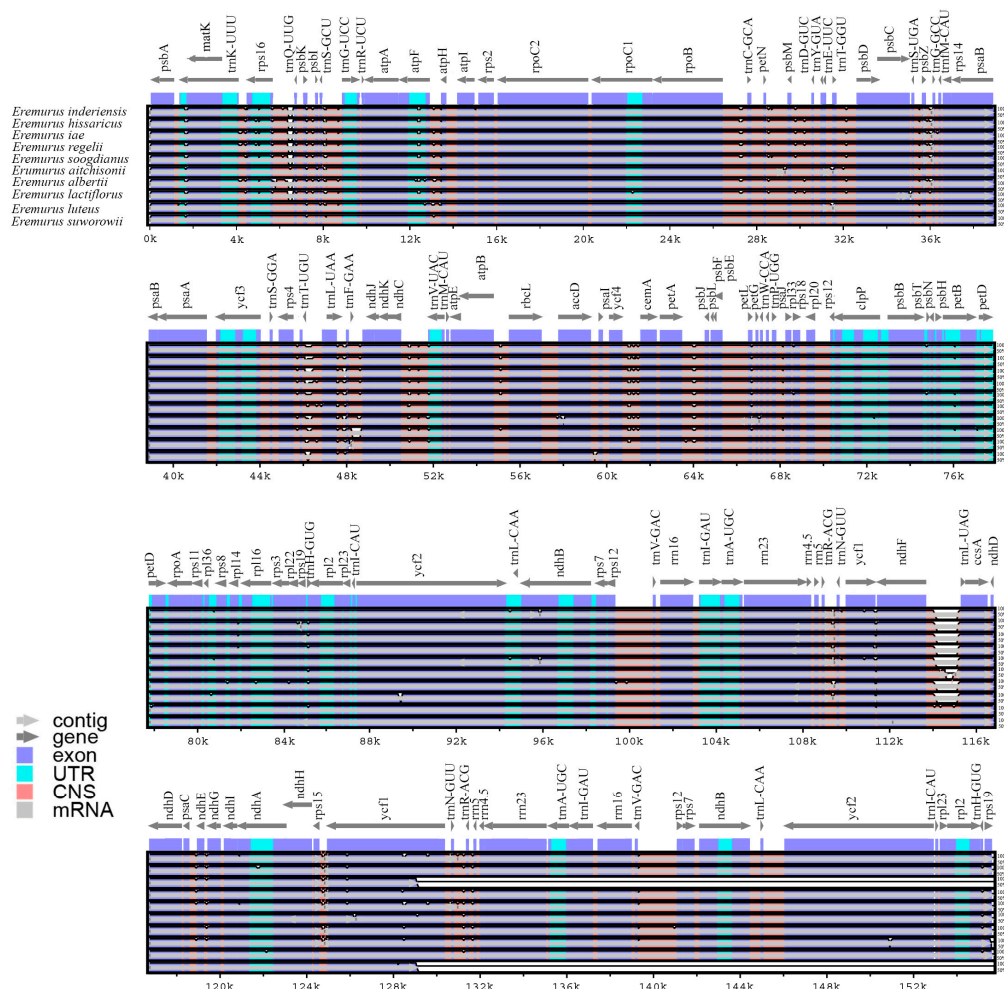 psbA matK trnK-UUU rps16 trnQ-UUG psbK psbI trnS-GCU trnG-UCC trnR-UCU atpA atpF atpH atpI rps2 rpoC2 rpoC1 rpoB trnC-GCA petN psbM trnD-GUC trnY-GUA trnE-UUC trnT-GGU psbD psbC trnS-UGA psbZ trnG-GCC trnfM-CAU rps14 psaB
Eremurus inderiensis
Eremurus hissaricus
Eremurus iae
Eremurus regelii
Eremurus soogdianus
Erumurus aitchisonii
Eremurus albertii
Eremurus lactiflorus
Eremurus luteus
Eremurus suworowii
0k 4k 8k 12k 16k 20k 24k 28k 32k 36k
psaB psaA ycf3 trnS-GGA rps4 trnT-UGU trnL-UAA trnF-GAA ndhJ ndhK ndhC trnV-UAC trnM-CAU atpE atpB rbcL accD psaI ycf4 cemA petA psbJ psbL psbF psbE petL petG trnW-CCA trnP-UGG psaJ rpl33 rps18 rpl20 rps12 clpP psbB psbT psbN psbH petB petD
40k 44k 48k 52k 56k 60k 64k 68k 72k 76k
petD rpoA rps11 rpl36 rps8 rpl14 rpl16 rps3 rpl22 rps19 trnH-GUG rpl2 rpl23 trnI-CAU ycf2 trnL-CAA ndhB rps7 rps12 trnV-GAC rrn16 trnI-GAU trnA-UGC rrn23 rrn4.5 rrn5 trnR-ACG trnN-GUU ycf1 ndhF trnL-UAG ccsA ndhD
80k 84k 88k 92k 96k 100k 104k 108k 112k 116k
contig
gene
exon
UTR
CNS
mRNA
ndhD psaC ndhE ndhG ndhI ndhA ndhH rps15 ycf1 trnN-GUU trnR-ACG rrn5 rrn4.5 rrn23 trnA-UGC trnI-GAU rrn16 trnV-GAC rps12 rps7 ndhB trnL-CAA ycf2 trnI-CAU rpl23 rpl2 trnH-GUG rps19
120k 124k 128k 132k 136k 140k 144k 148k 152k